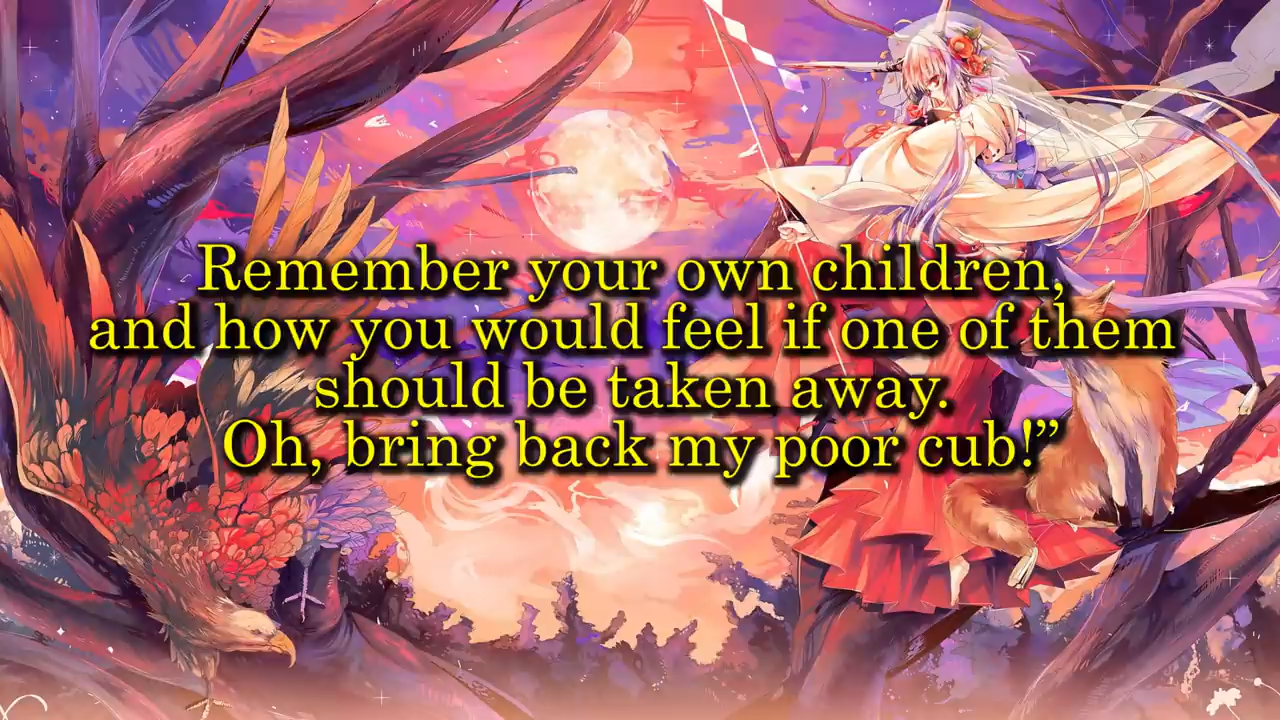 Remember your own children,
and how you would feel if one of them
should be taken away.
Oh, bring back my poor cub!”